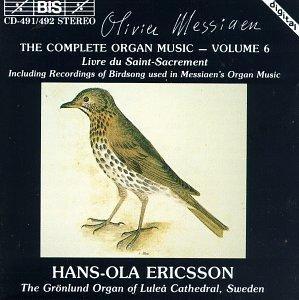 BIS
CD-491/492 STEREO
Olivier Messiaen
THE COMPLETE ORGAN MUSIC — VOLUME 6
Livre du Saint-Sacrement
Including Recordings of Birdsong used in Messiaen's Organ Music
HANS-OLA ERICSSON
The Grönlund Organ of Luleå Cathedral, Sweden